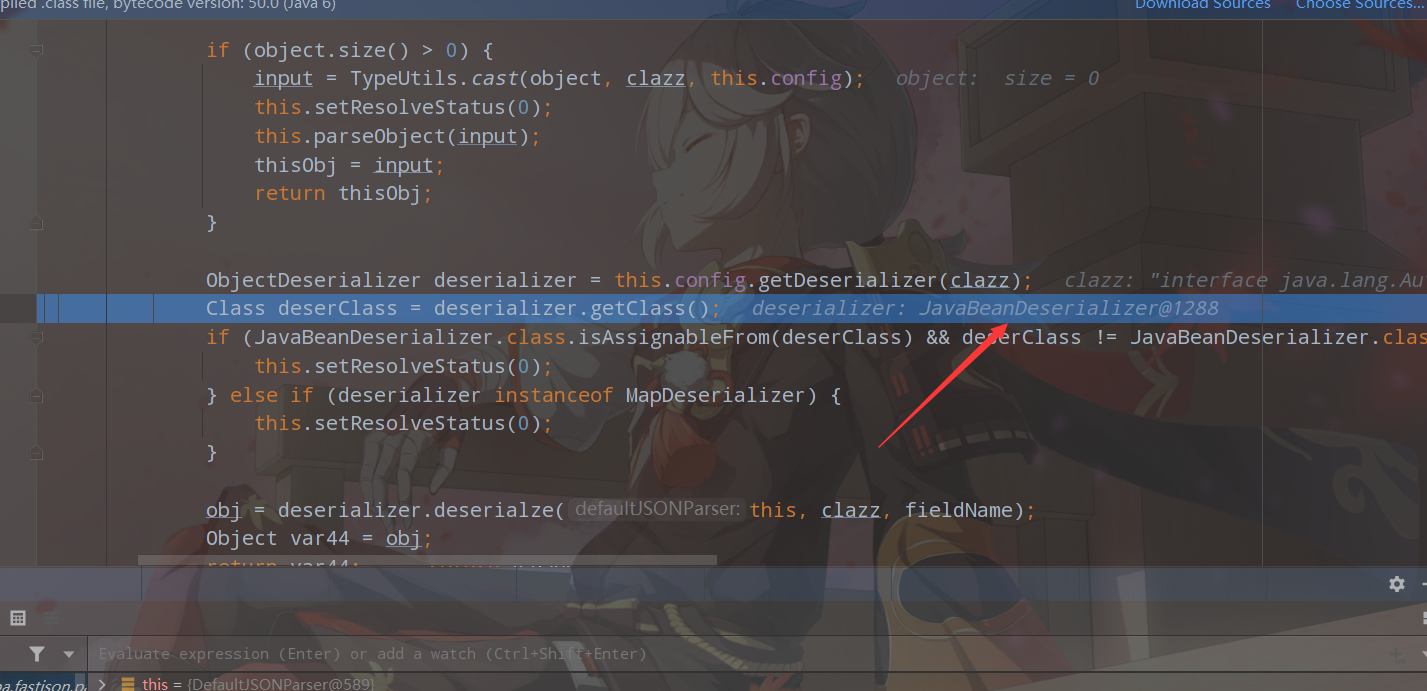 piled .class file, bytecode version: 50.0 (Java 6)
Download Sources
Choose Sources...
if (object.size() > 0) {
input = TypeUtils.cast(object, clazz, this.config);   object:  size = 0
this.setResolveStatus(0);
this.parseObject(input);
thisObj = input;
return thisObj;
}
ObjectDeserializer deserializer = this.config.getDeserializer(clazz);   clazz: "interface java.lang.Au
Class deserClass = deserializer.getClass();   deserializer: JavaBeanDeserializer@1288
if (JavaBeanDeserializer.class.isAssignableFrom(deserClass) && deserClass != JavaBeanDeserializer.clas
this.setResolveStatus(0);
} else if (deserializer instanceof MapDeserializer) {
this.setResolveStatus(0);
}
obj = deserializer.deserialze( defaultJSONParser: this, clazz, fieldName);
Object var44 = obj;
return var44;
Evaluate expression (Enter) or add a watch (Ctrl+Shift+Enter)
this = {DefaultJSONParser@589}